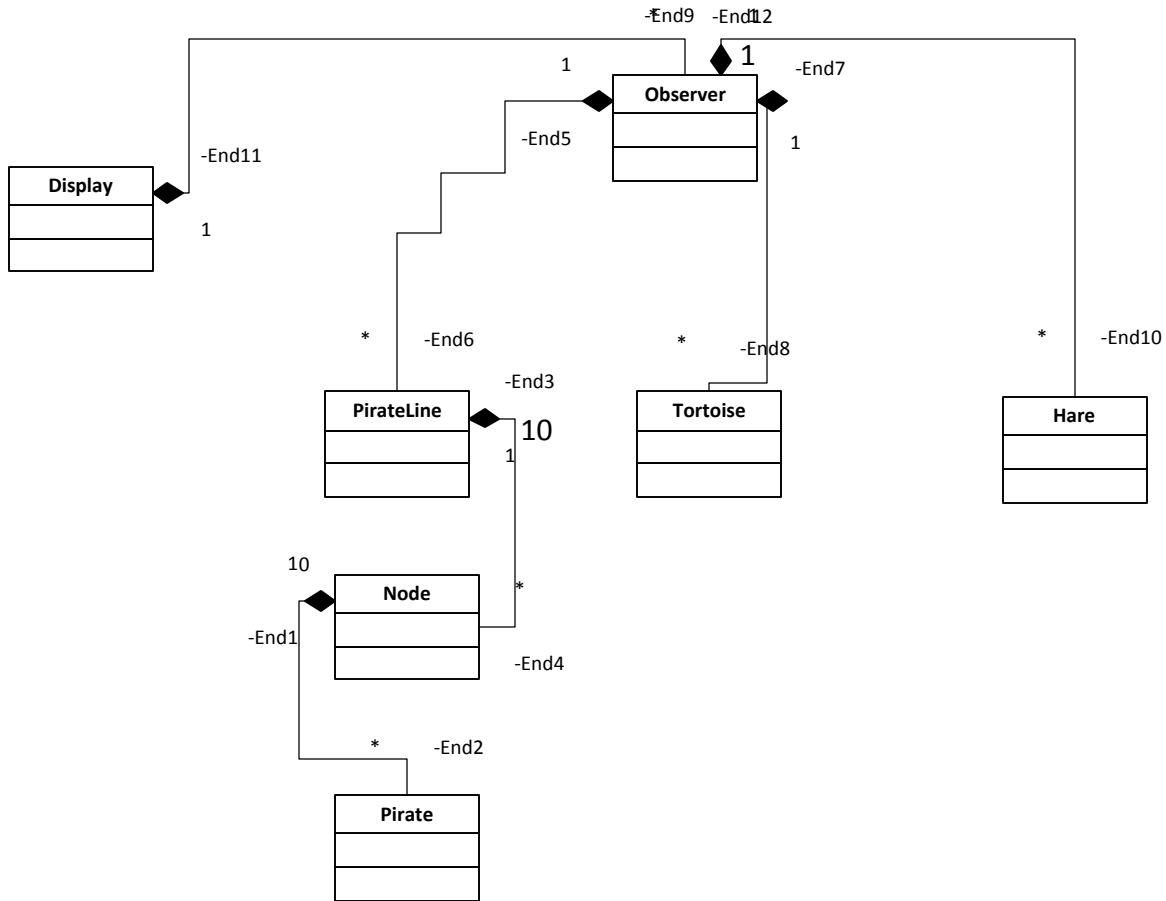 -End9
*
-End12
1
1
1
-End7
Observer
-End5
1
-End11
Display
1
*
-End6
*
-End8
*
-End10
-End3
PirateLine
10
1
Tortoise
Hare
10
Node
*
-End1
-End4
*
-End2
Pirate